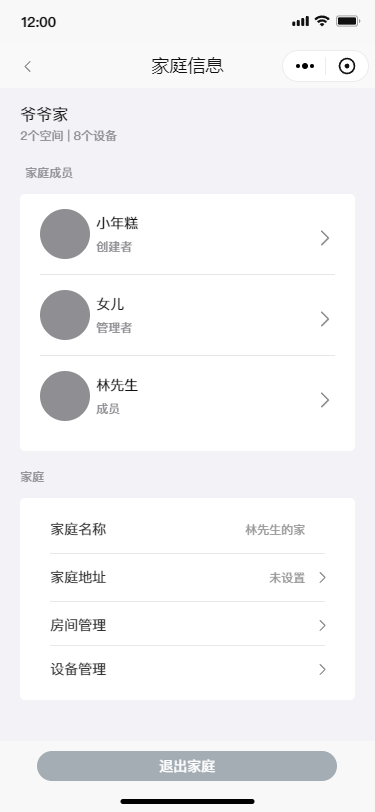 12:00
家庭信息
爷爷家
2个空间 | 8个设备
家庭成员
小年糕
创建者
女儿
管理者
林先生
成员
家庭
家庭名称 林先生的家
家庭地址 未设置
房间管理
设备管理
退出家庭